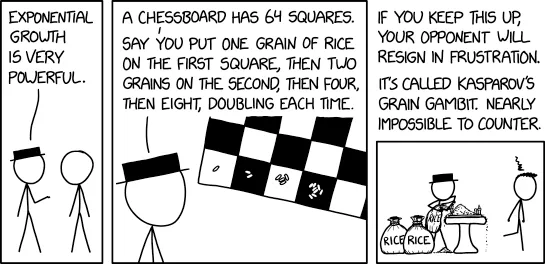 EXPONENTIAL
GROWTH
IS VERY
POWERFUL.
A CHESSBOARD HAS 64 SQUARES.
SAY YOU PUT ONE GRAIN OF RICE
ON THE FIRST SQUARE, THEN TWO
GRAINS ON THE SECOND, THEN FOUR,
THEN EIGHT, DOUBLING EACH TIME.
IF YOU KEEP THIS UP,
YOUR OPPONENT WILL
RESIGN IN FRUSTRATION.
IT'S CALLED KASPAROV'S
GRAIN GAMBIT. NEARLY
IMPOSSIBLE TO COUNTER.
RICE
RICE
RICE